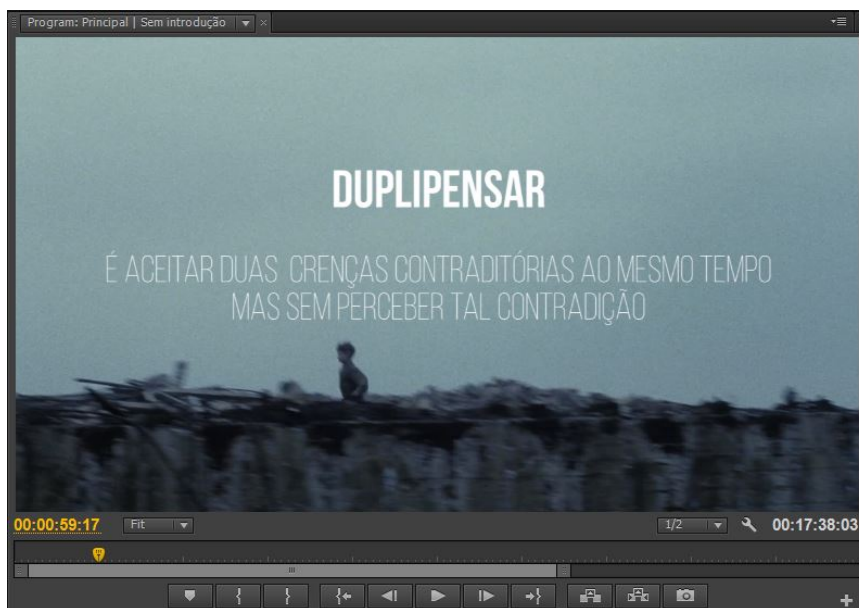 Program: Principal | Sem introdução
DUPLIPENSAR
É ACEITAR DUAS CRENÇAS CONTRADITÓRIAS AO MESMO TEMPO
MAS SEM PERCEBER TAL CONTRADIÇÃO
00:00:59:17 Fit 1/2 00:17:38:03